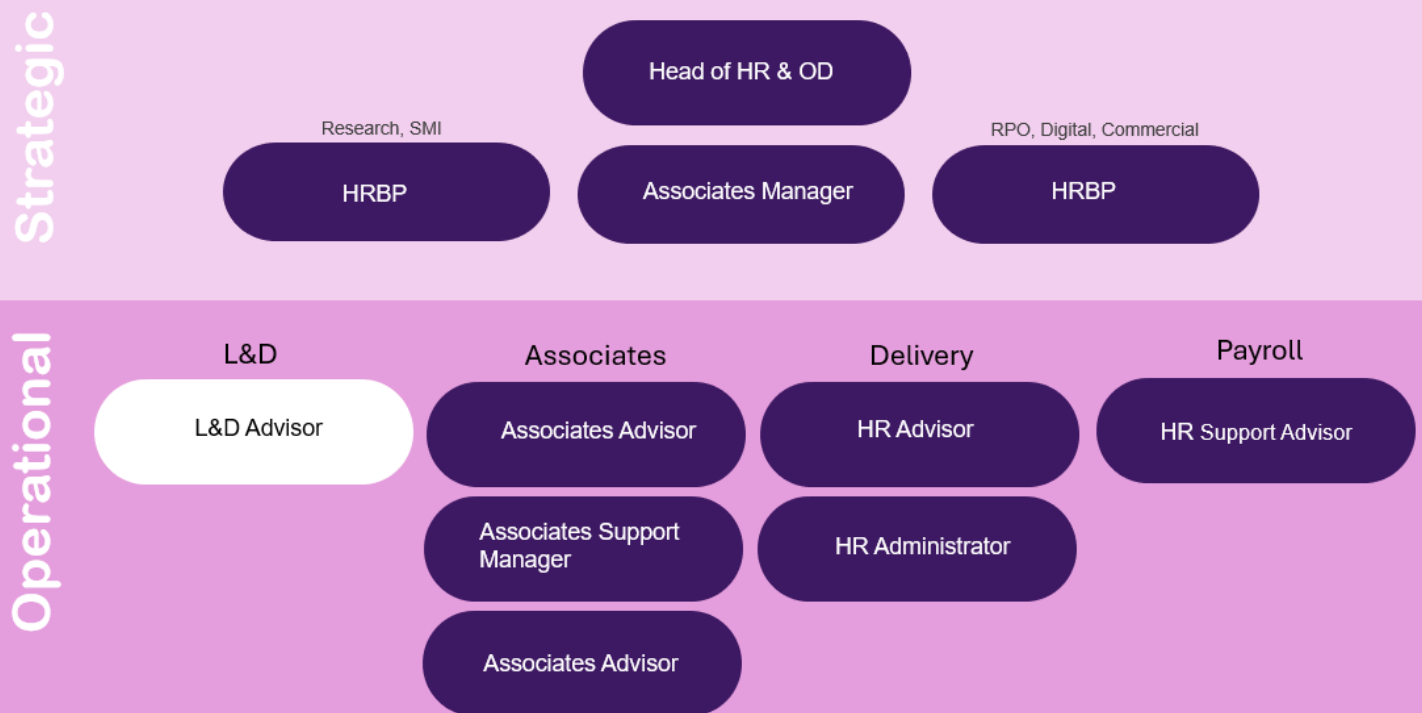 Strategic
Head of HR & OD
Research, SMI
HRBP
Associates Manager
RPO, Digital, Commercial
HRBP
Operational
L&D
L&D Advisor
Associates
Associates Advisor
Associates Support
Manager
Associates Advisor
Delivery
HR Advisor
HR Administrator
Payroll
HR Support Advisor